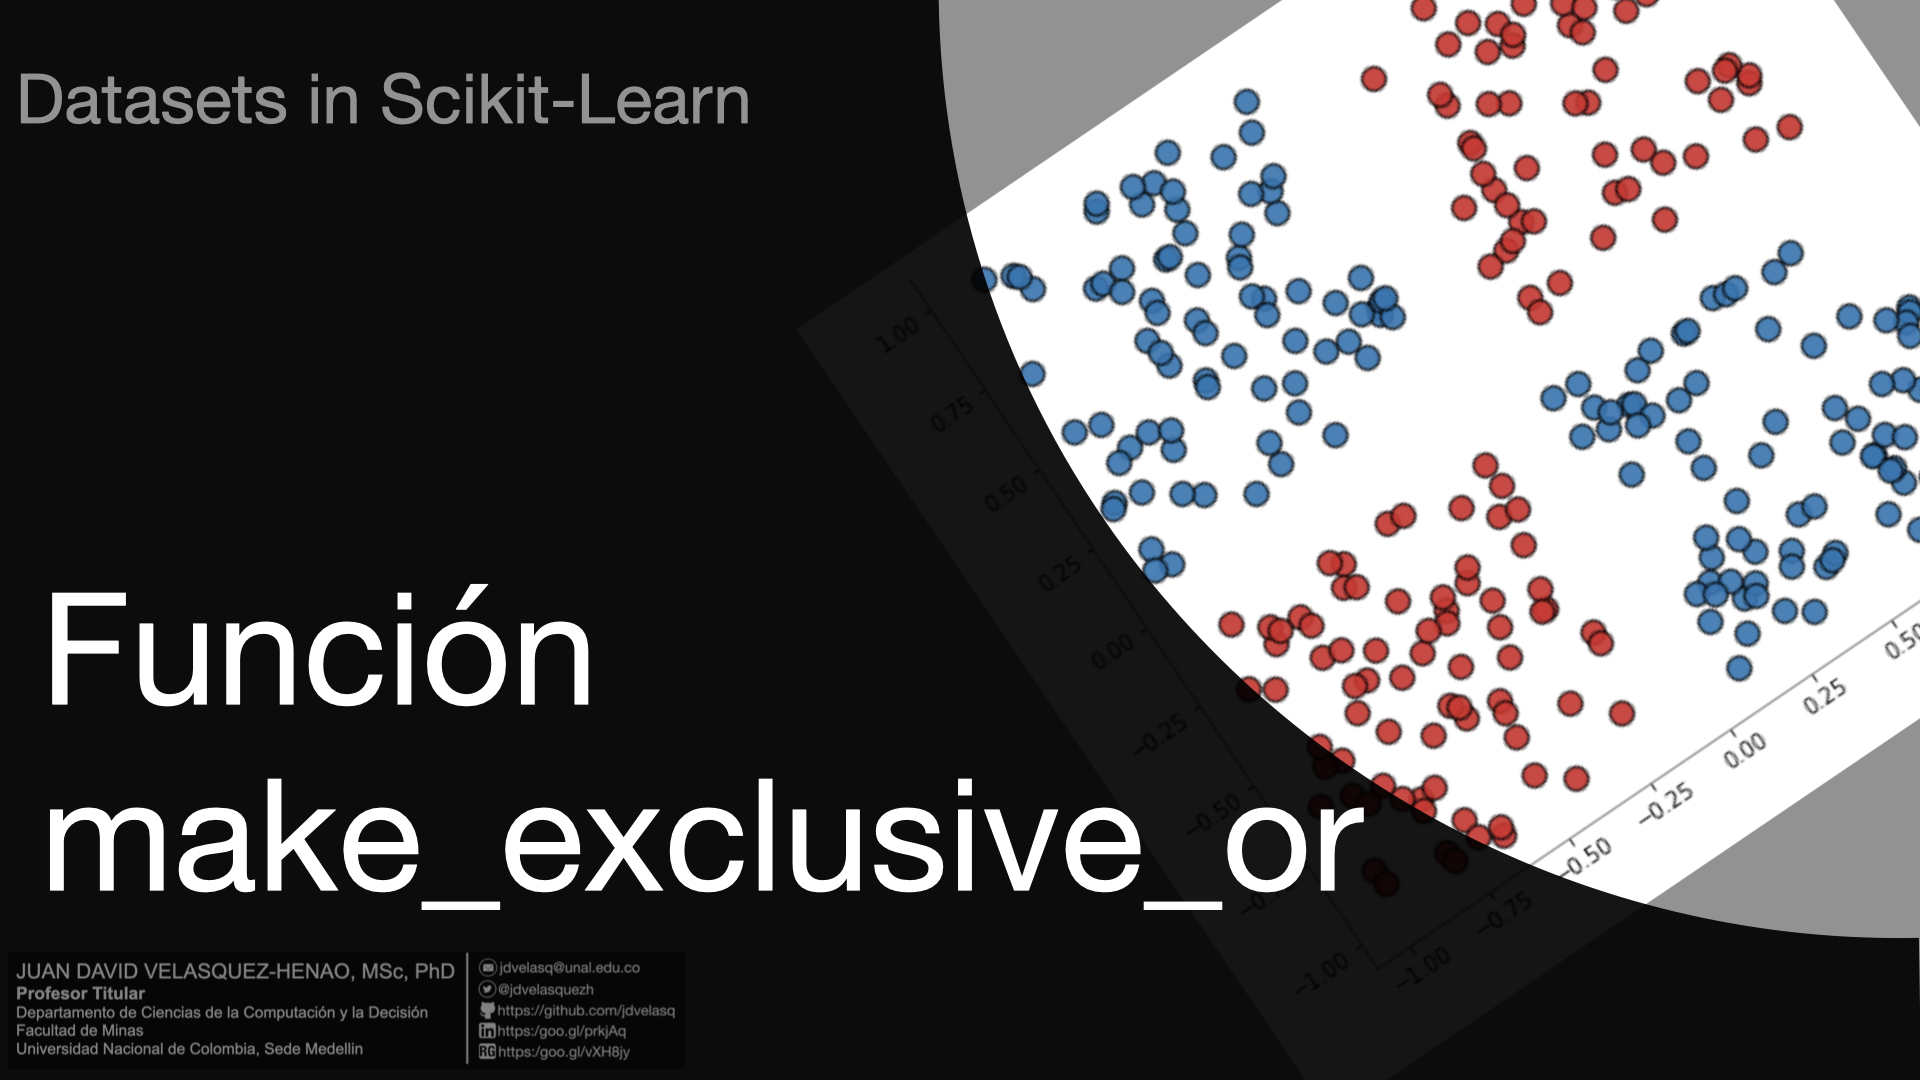 Datasets in Scikit-Learn
Función
make_exclusive_or
JUAN DAVID VELASQUEZ-HENAO, MSc, PhD
Profesor Titular
Departamento de Ciencias de la Computación y la Decisión
Facultad de Minas
Universidad Nacional de Colombia, Sede Medellin
jdvelasq@unal.edu.co
@jdvelasquezh
https://github.com/jdvelasq
in https:/goo.gl/prkjAq
RG https:/goo.gl/vXH8jy
1.00
0.75
0.50
0.25
0.00
−0.25
−0.50
−1.00
−1.00
−0.75
−0.50
−0.25
0.00
0.25
0.50